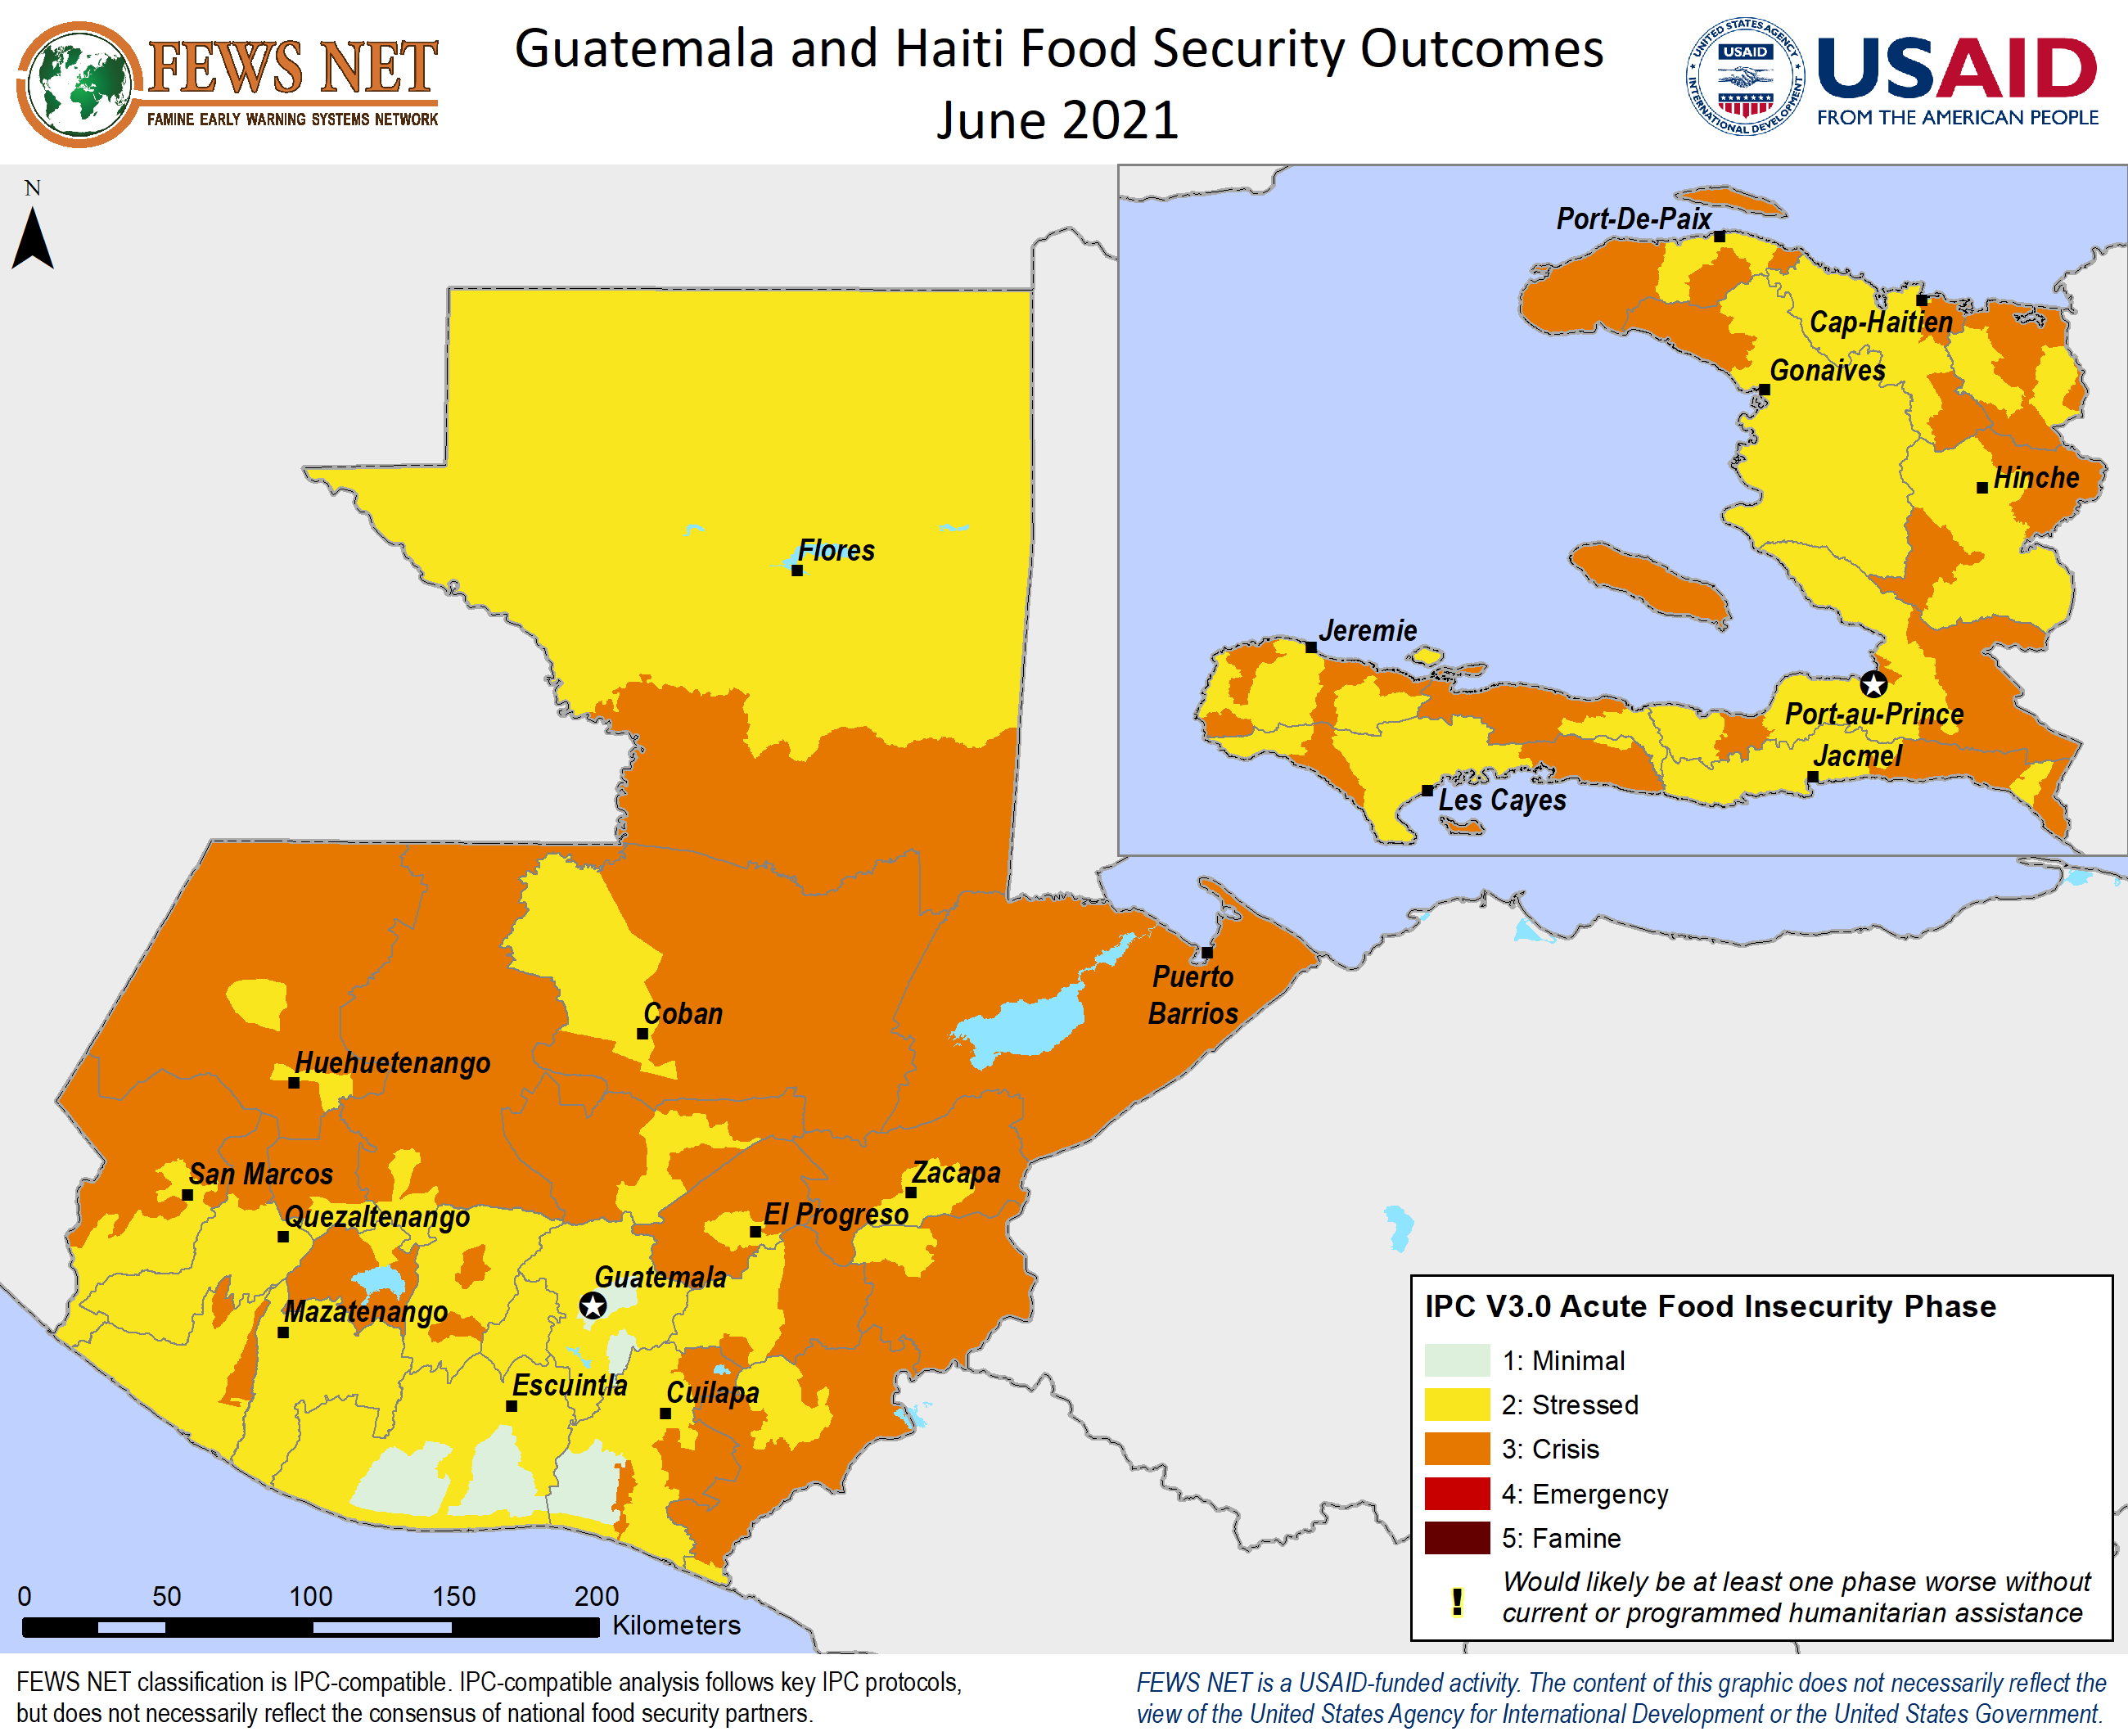 FEWS NET
FAMINE EARLY WARNING SYSTEMS NETWORK
Guatemala and Haiti Food Security Outcomes
June 2021
UNITED STATES AGENCY
USAID
INTERNATIONAL DEVELOPMENT
USAID
FROM THE AMERICAN PEOPLE
N
Port-De-Paix
Cap-Haitien
Gonaives
Hinche
Jeremie
Port-au-Prince
Jacmel
Les Cayes
Flores
Puerto
Barrios
Coban
Huehuetenango
San Marcos
Zacapa
Quezaltenango
El Progreso
Guatemala
Mazatenango
Escuintla
Cuilapa
IPC V3.0 Acute Food Insecurity Phase
1: Minimal
2: Stressed
3: Crisis
4: Emergency
5: Famine
! Would likely be at least one phase worse without
current or programmed humanitarian assistance
0 50 100 150 200
Kilometers
FEWS NET classification is IPC-compatible. IPC-compatible analysis follows key IPC protocols,
but does not necessarily reflect the consensus of national food security partners.
FEWS NET is a USAID-funded activity. The content of this graphic does not necessarily reflect the
view of the United States Agency for International Development or the United States Government.